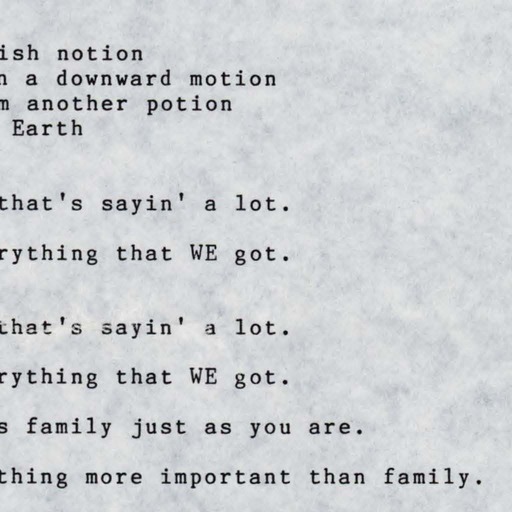 ish notion
n a downward motion
m another potion
Earth
that's sayin' a lot.
rything that WE got.
that's sayin' a lot.
rything that WE got.
s family just as you are.
thing more important than family.